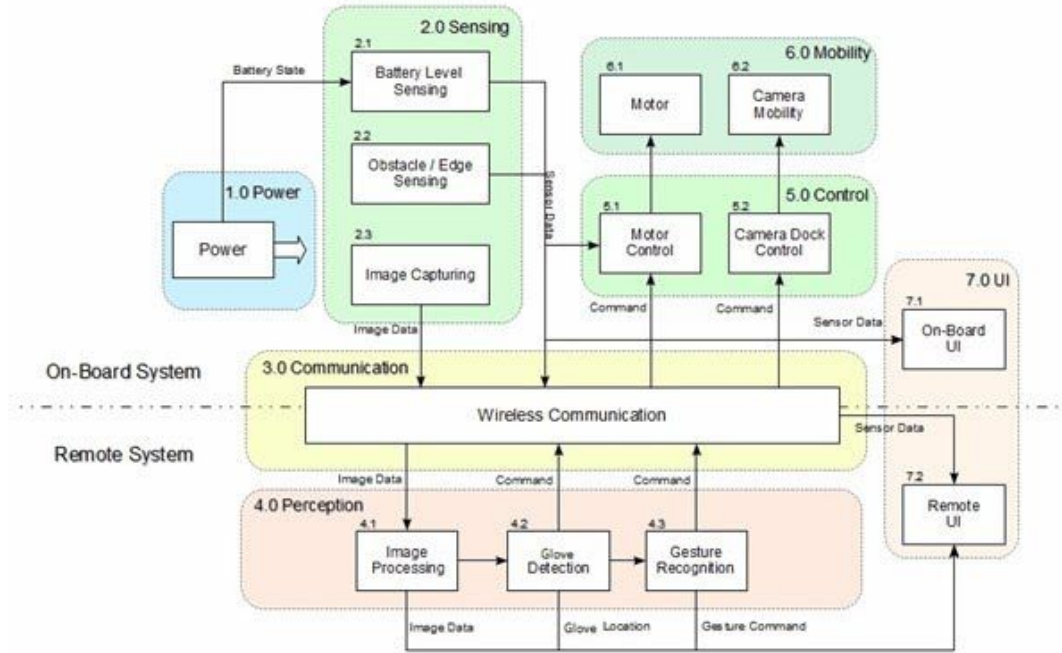 2.0 Sensing
2.1
Battery Level
Sensing
Battery State
2.2
Obstacle / Edge
Sensing
2.3
Image Capturing
Sensor Data
Image Data
1.0 Power
Power
6.0 Mobility
6.1
Motor
6.2
Camera
Mobility
5.0 Control
5.1
Motor
Control
5.2
Camera Dock
Control
Command
Command
7.0 UI
7.1
On-Board
UI
Sensor Data
On-Board System
3.0 Communication
Wireless Communication
Sensor Data
Remote System
7.2
Remote
UI
Image Data
Command
Command
4.0 Perception
4.1
Image
Processing
4.2
Glove
Detection
4.3
Gesture
Recognition
Image Data
Glove Location
Gesture Command